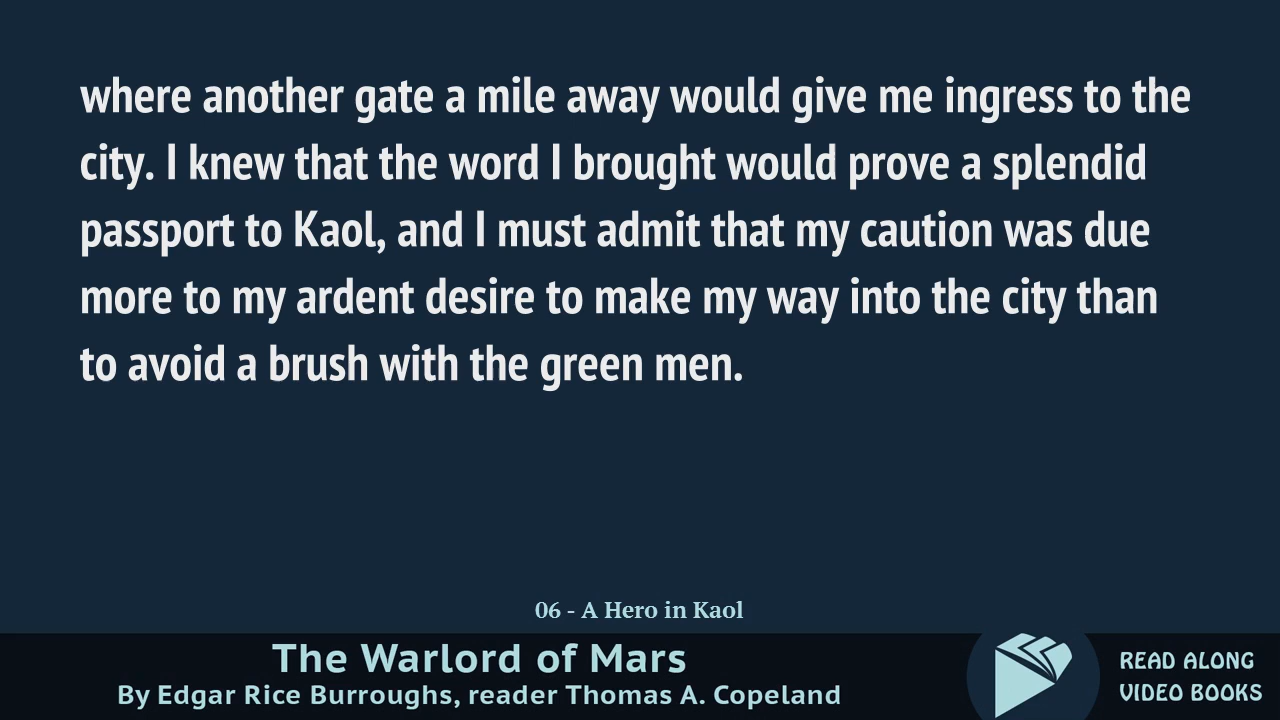 where another gate a mile away would give me ingress to the
city. I knew that the word I brought would prove a splendid
passport to Kaol, and I must admit that my caution was due
more to my ardent desire to make my way into the city than
to avoid a brush with the green men.
06 - A Hero in Kaol
The Warlord of Mars
By Edgar Rice Burroughs, reader Thomas A. Copeland
READ ALONG
VIDEO BOOKS